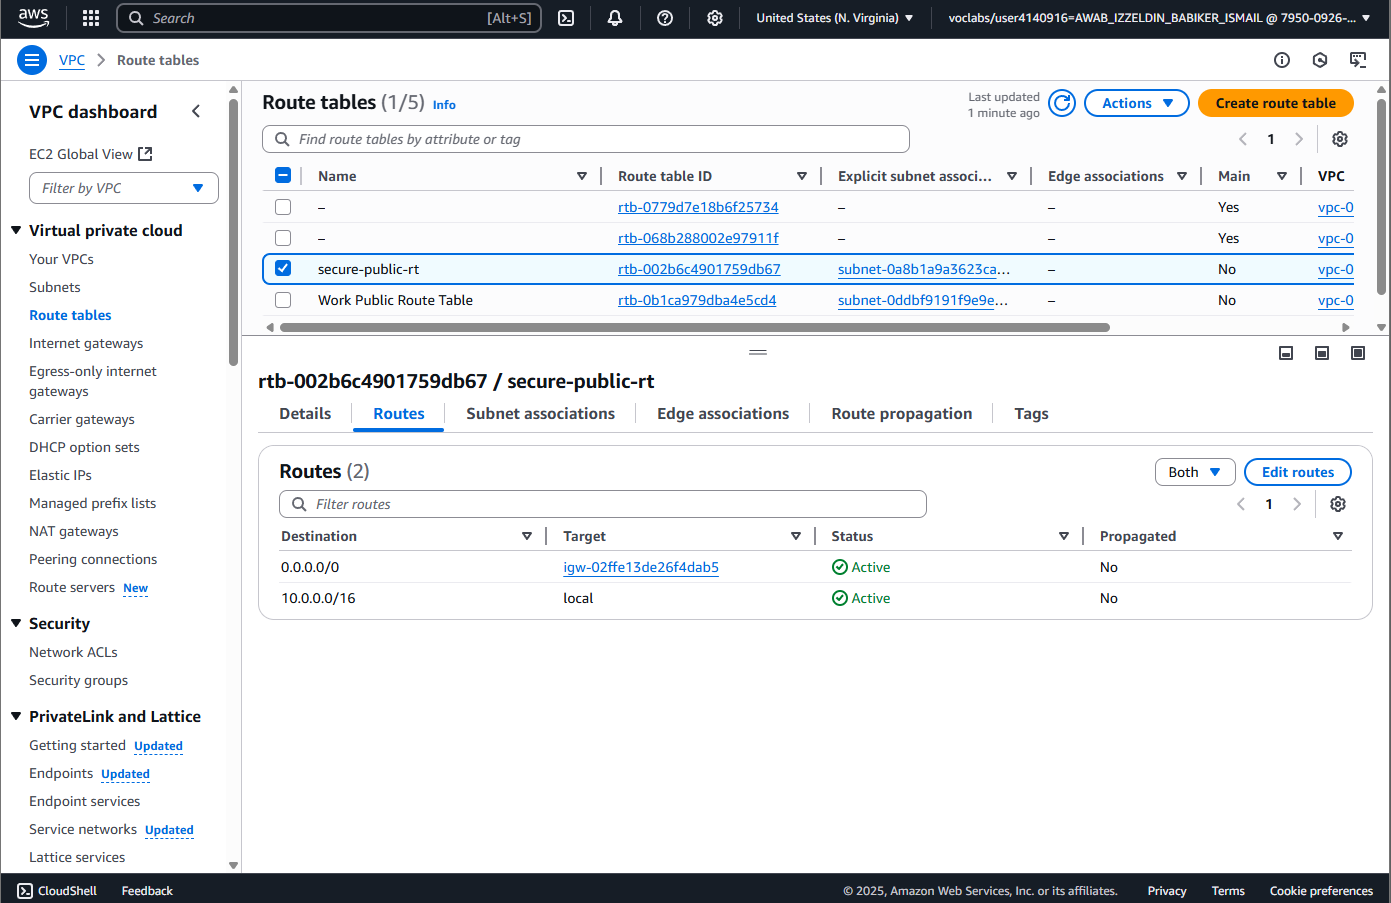 aws
Search [Alt+S]
United States (N. Virginia)
voclabs/user4140916=AWAB_IZZELDIN_BABIKER_ISMAIL @ 7950-0926-...
VPC > Route tables
VPC dashboard
EC2 Global View
Filter by VPC
Virtual private cloud
Your VPCs
Subnets
Route tables
Internet gateways
Egress-only internet
gateways
Carrier gateways
DHCP option sets
Elastic IPs
Managed prefix lists
NAT gateways
Peering connections
Route servers New
Security
Network ACLs
Security groups
PrivateLink and Lattice
Getting started Updated
Endpoints Updated
Endpoint services
Service networks Updated
Lattice services
Route tables (1/5) Info
Last updated
1 minute ago
Actions
Create route table
Find route tables by attribute or tag
1
Name Route table ID Explicit subnet associ... Edge associations Main VPC
– rtb-0779d7e18b6f25734 – – Yes vpc-0
– rtb-068b288002e97911f – – Yes vpc-0
secure-public-rt rtb-002b6c4901759db67 subnet-0a8b1a9a3623ca... – No vpc-0
Work Public Route Table rtb-0b1ca979dba4e5cd4 subnet-0ddbf9191f9e9e... – No vpc-0
rtb-002b6c4901759db67 / secure-public-rt
Details Routes Subnet associations Edge associations Route propagation Tags
Routes (2)
Both
Edit routes
Filter routes
1
Destination Target Status Propagated
0.0.0.0/0 igw-02ffe13de26f4dab5 Active No
10.0.0.0/16 local Active No
CloudShell Feedback
© 2025, Amazon Web Services, Inc. or its affiliates. Privacy Terms Cookie preferences